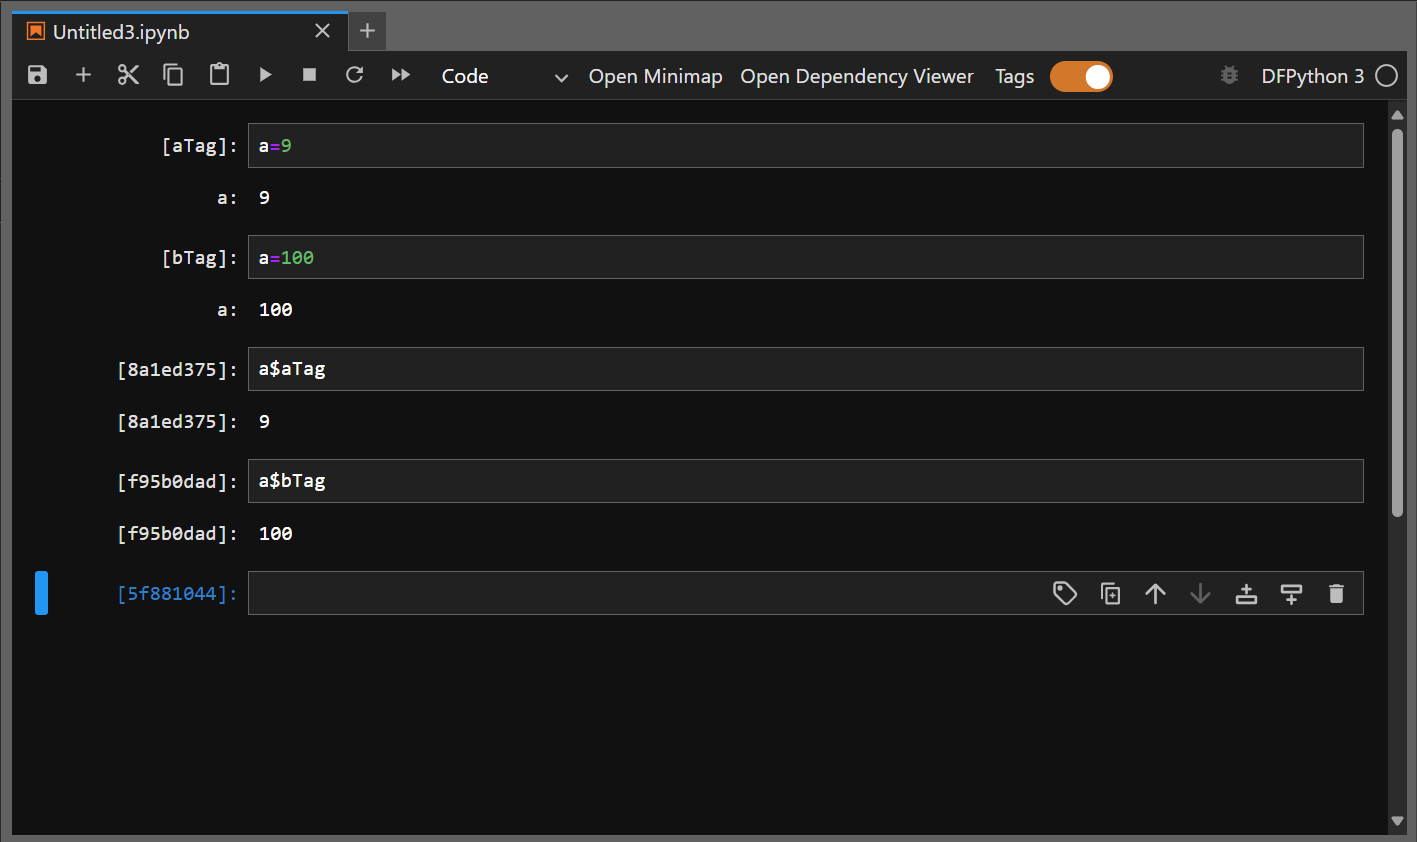 Untitled3.ipynb
Code Open Minimap Open Dependency Viewer Tags DFPython 3
[aTag]: a=9
a: 9
[bTag]: a=100
a: 100
[8a1ed375]: a$aTag
[8a1ed375]: 9
[f95b0dad]: a$bTag
[f95b0dad]: 100
[5f881044]: